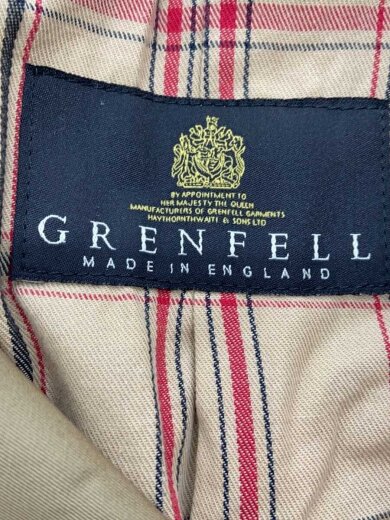 BY APPOINTMENT TO
HER MAJESTY THE QUEEN
MANUFACTURERS OF GRENFELL GARMENTS
HAYTHORNTHWAITE & SONS LTD
GRENFELL
MADE IN ENGLAND